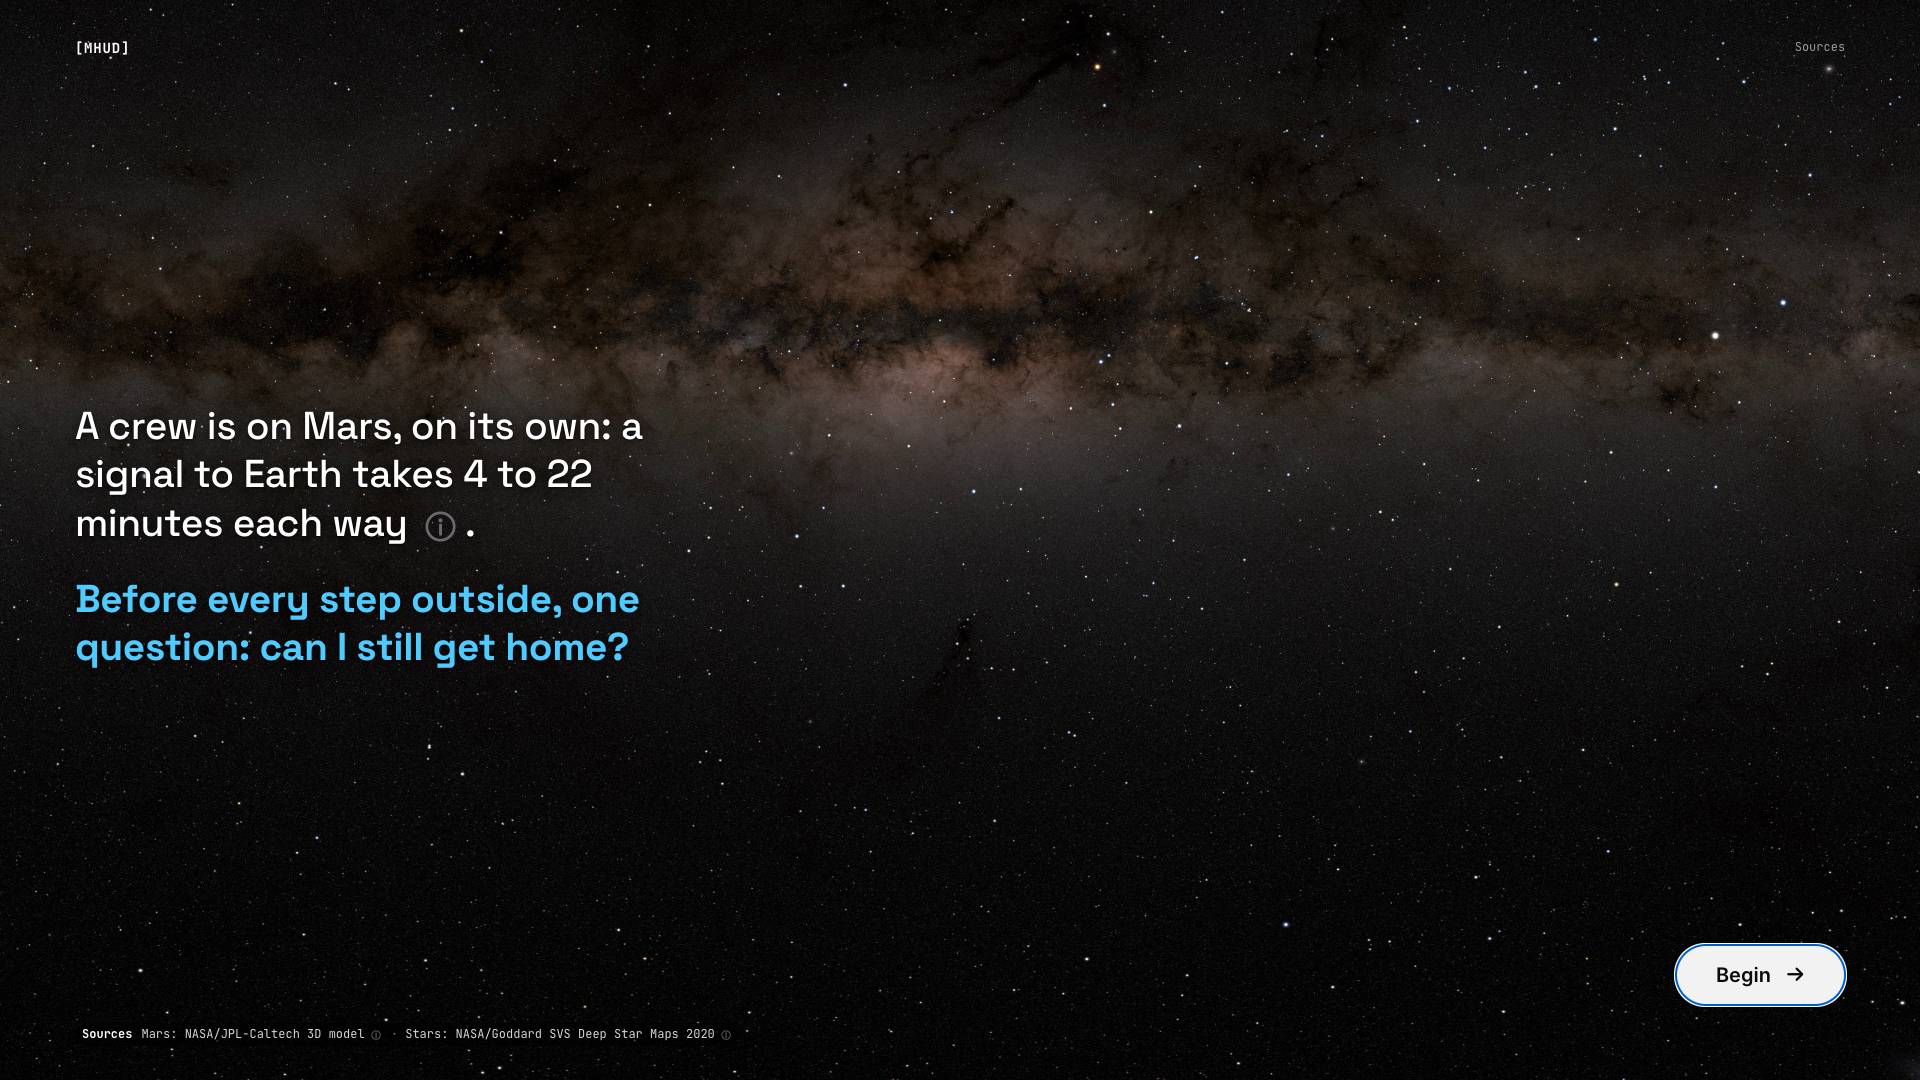 [MHUD]
Sources
A crew is on Mars, on its own: a
signal to Earth takes 4 to 22
minutes each way ⓘ .
Before every step outside, one
question: can I still get home?
Begin →
Sources Mars: NASA/JPL-Caltech 3D model ⓘ · Stars: NASA/Goddard SVS Deep Star Maps 2020 ⓘ